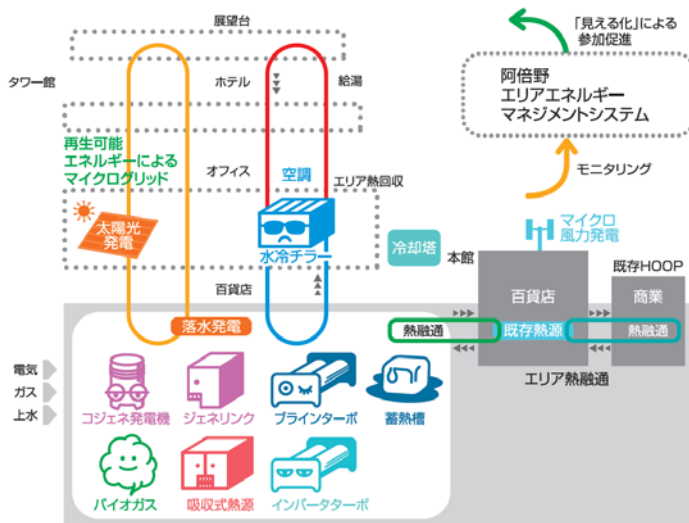 展望台
「見える化」による
参加促進
タワー館
ホテル
給湯
阿倍野
エリアエネルギー
マネジメントシステム
再生可能
エネルギーによる
マイクログリッド
オフィス
空調
エリア熱回収
モニタリング
太陽光
発電
水冷チラー
冷却塔
本館
マイクロ
風力発電
既存HOOP
百貨店
百貨店
商業
落水発電
熱融通
既存熱源
熱融通
エリア熱融通
電気
ガス
上水
コジェネ発電機
ジェネリンク
ブラインターボ
蓄熱槽
バイオガス
吸収式熱源
インバータターボ